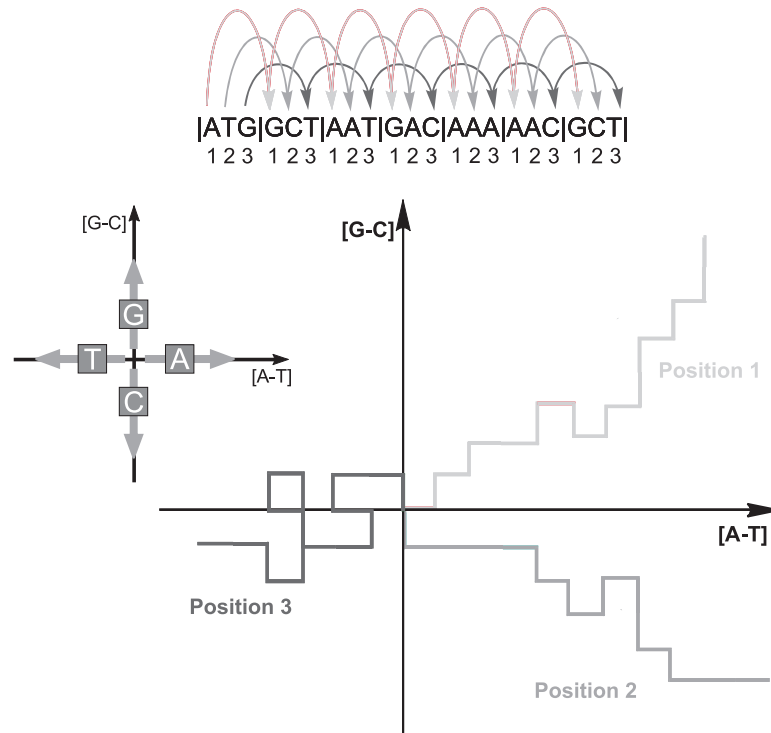 |ATG|GCT|AAT|GAC|AAA|AAC|GCT|
1 2 3 1 2 3 1 2 3 1 2 3 1 2 3 1 2 3 1 2 3
[G-C]
[G-C]
G
T A
[A-T]
C
Position 1
[A-T]
Position 3
Position 2